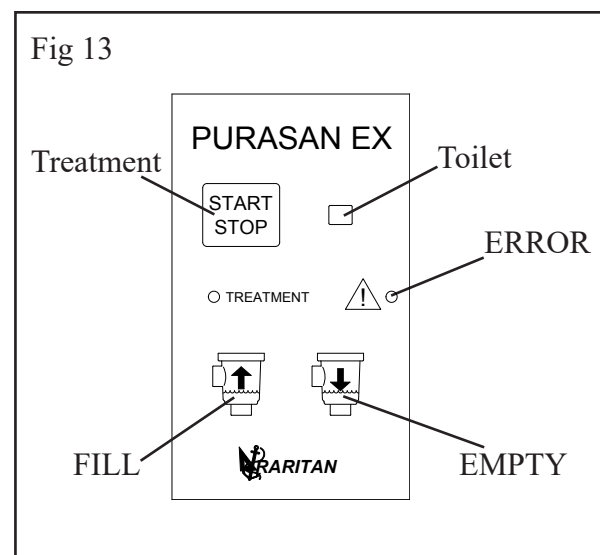 Fig 13
PURASAN EX
Treatment
Toilet
START
STOP
ERROR
TREATMENT
!
FILL
EMPTY
RARITAN